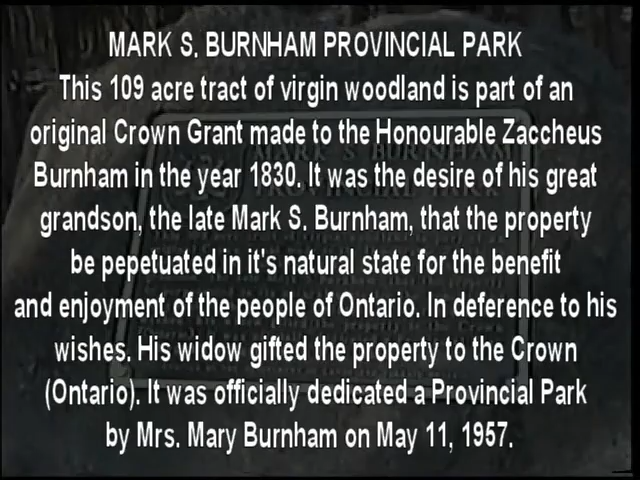 MARK S. BURNHAM PROVINCIAL PARK
This 109 acre tract of virgin woodland is part of an
original Crown Grant made to the Honourable Zaccheus
Burnham in the year 1830. It was the desire of his great
grandson, the late Mark S. Burnham, that the property
be pepetuated in it's natural state for the benefit
and enjoyment of the people of Ontario. In deference to his
wishes. His widow gifted the property to the Crown
(Ontario). It was officially dedicated a Provincial Park
by Mrs. Mary Burnham on May 11, 1957.